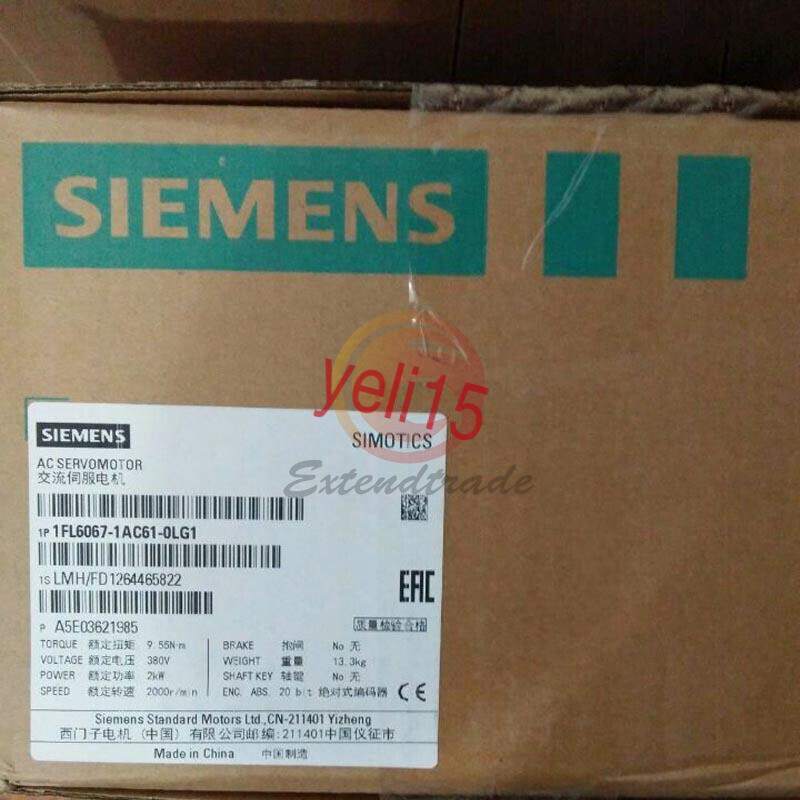 SIEMENS
yeli15
Extendtrade
SIEMENS
SIMOTICS
AC SERVOMOTOR
交流伺服电机
1P 1FL6067-1AC61-0LG1
1S LMH/FD1264465822
EAC
P A5E03621985
质量检验合格
TORQUE 额定扭矩 9.55N·m BRAKE 抱闸 No 无
VOLTAGE 额定电压 380V WEIGHT 重量 13.3kg
POWER 额定功率 2kW SHAFT KEY 轴键 No 无
SPEED 额定转速 2000r/min ENC. ABS. 20 bit 绝对式编码器 CE
Siemens Standard Motors Ltd.,CN-211401 Yizheng
西门子电机（中国）有限公司邮编:211401中国仪征市
Made in China 中国制造